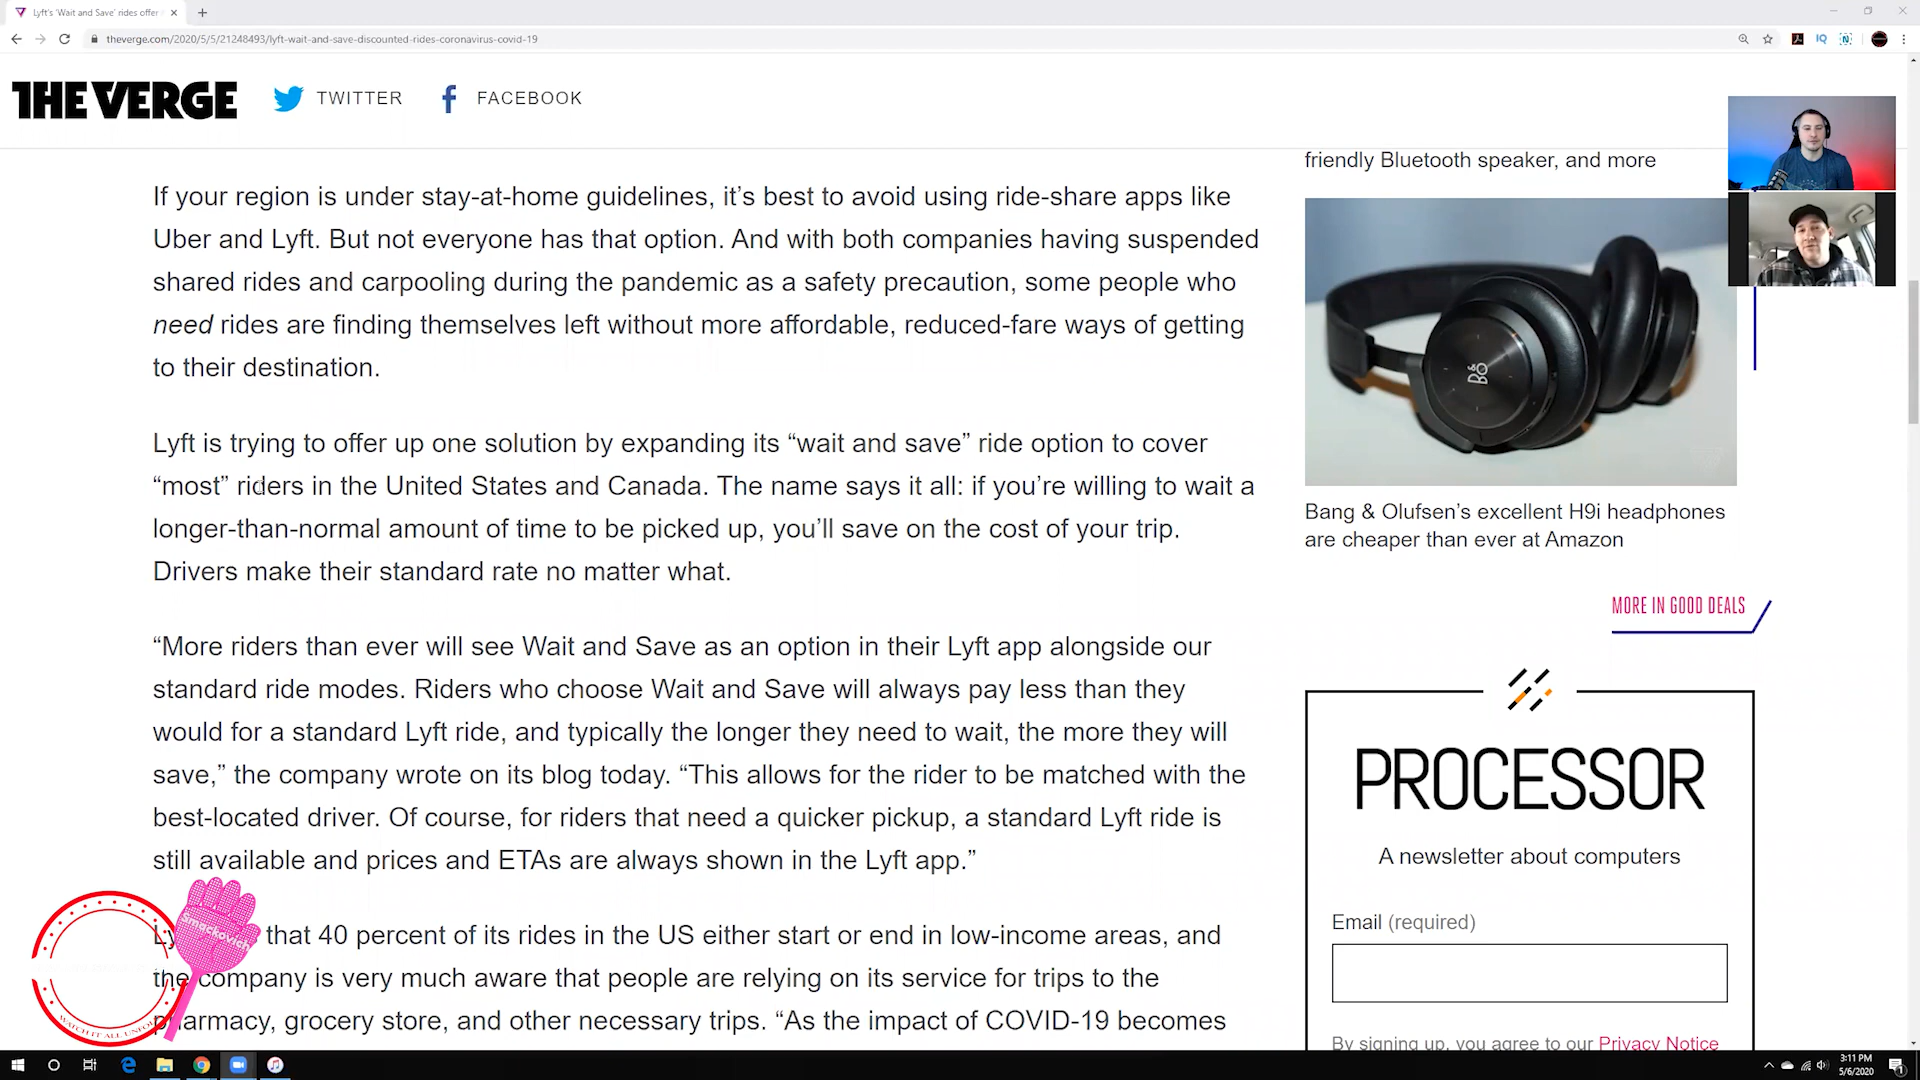 Lyft's 'Wait and Save' rides offer
theverge.com/2020/5/5/21248493/lyft-wait-and-save-discounted-rides-coronavirus-covid-19
THE VERGE
TWITTER
FACEBOOK
If your region is under stay-at-home guidelines, it’s best to avoid using ride-share apps like
Uber and Lyft. But not everyone has that option. And with both companies having suspended
shared rides and carpooling during the pandemic as a safety precaution, some people who
need rides are finding themselves left without more affordable, reduced-fare ways of getting
to their destination.
Lyft is trying to offer up one solution by expanding its “wait and save” ride option to cover
“most” riders in the United States and Canada. The name says it all: if you’re willing to wait a
longer-than-normal amount of time to be picked up, you’ll save on the cost of your trip.
Drivers make their standard rate no matter what.
“More riders than ever will see Wait and Save as an option in their Lyft app alongside our
standard ride modes. Riders who choose Wait and Save will always pay less than they
would for a standard Lyft ride, and typically the longer they need to wait, the more they will
save,” the company wrote on its blog today. “This allows for the rider to be matched with the
best-located driver. Of course, for riders that need a quicker pickup, a standard Lyft ride is
still available and prices and ETAs are always shown in the Lyft app.”
that 40 percent of its rides in the US either start or end in low-income areas, and
the company is very much aware that people are relying on its service for trips to the
pharmacy, grocery store, and other necessary trips. “As the impact of COVID-19 becomes
friendly Bluetooth speaker, and more
B&O
Bang & Olufsen’s excellent H9i headphones
are cheaper than ever at Amazon
MORE IN GOOD DEALS
PROCESSOR
A newsletter about computers
Email (required)
By signing up, you agree to our Privacy Notice
Smackovich
WATCH IT ALL
3:11 PM
5/6/2020